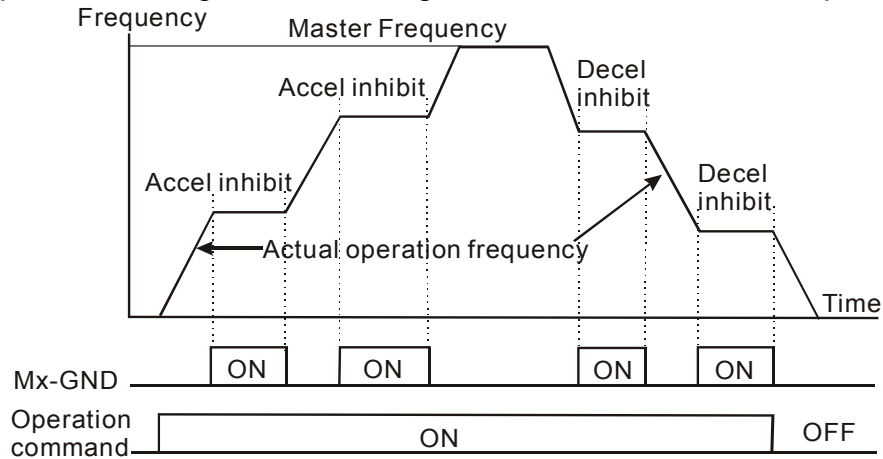 Frequency
Master Frequency
Accel inhibit
Decel
inhibit
Accel inhibit
Decel
inhibit
Actual operation frequency
Time
Mx-GND
ON
ON
ON
ON
Operation
command
ON
OFF